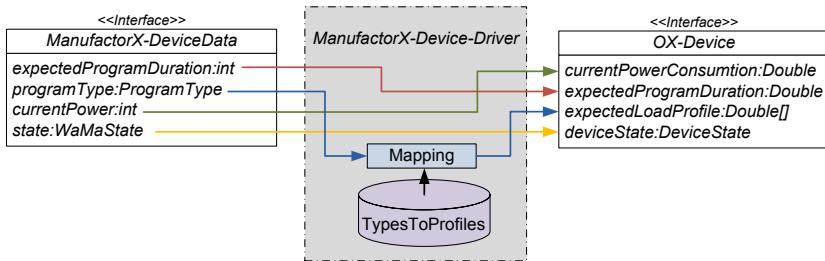 <<Interface>>
ManufactorX-DeviceData
expectedProgramDuration:int
programType:ProgramType
currentPower:int
state:WaMaState
ManufactorX-Device-Driver
Mapping
TypesToProfiles
<<Interface>>
OX-Device
currentPowerConsumtion:Double
expectedProgramDuration:Double
expectedLoadProfile:Double[]
deviceState:DeviceState